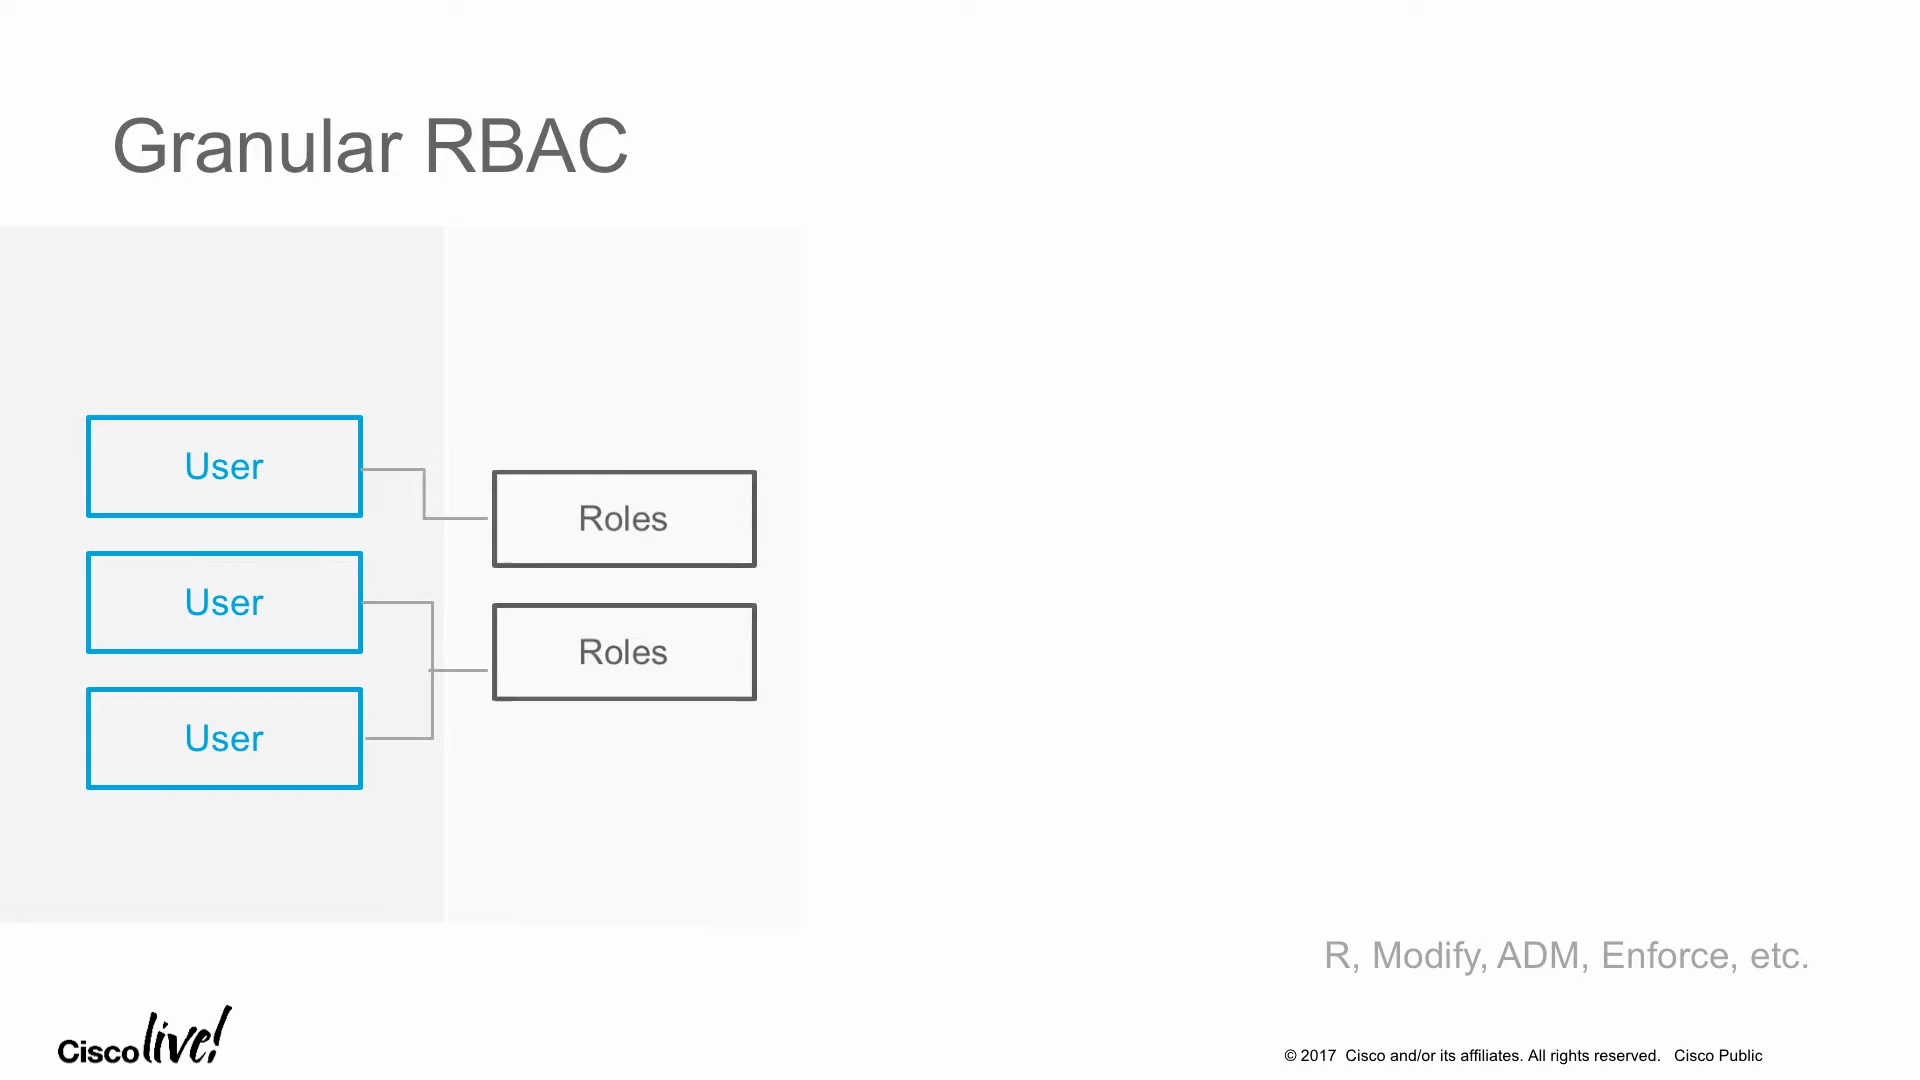 Granular RBAC
User
User
User
Roles
Roles
R, Modify, ADM, Enforce, etc.
Cisco live!
© 2017 Cisco and/or its affiliates. All rights reserved. Cisco Public